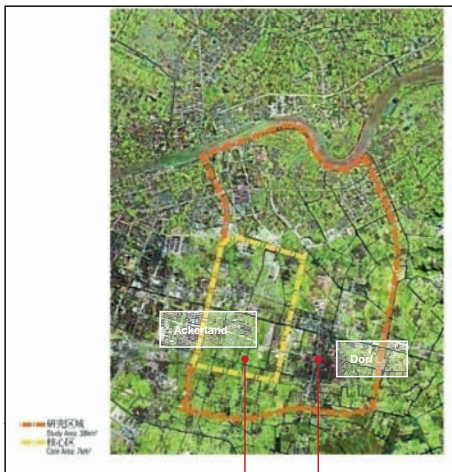 Ackerland
Dorf
研究区域
Study Area: 38km²
核心区
Core Area: 7km²